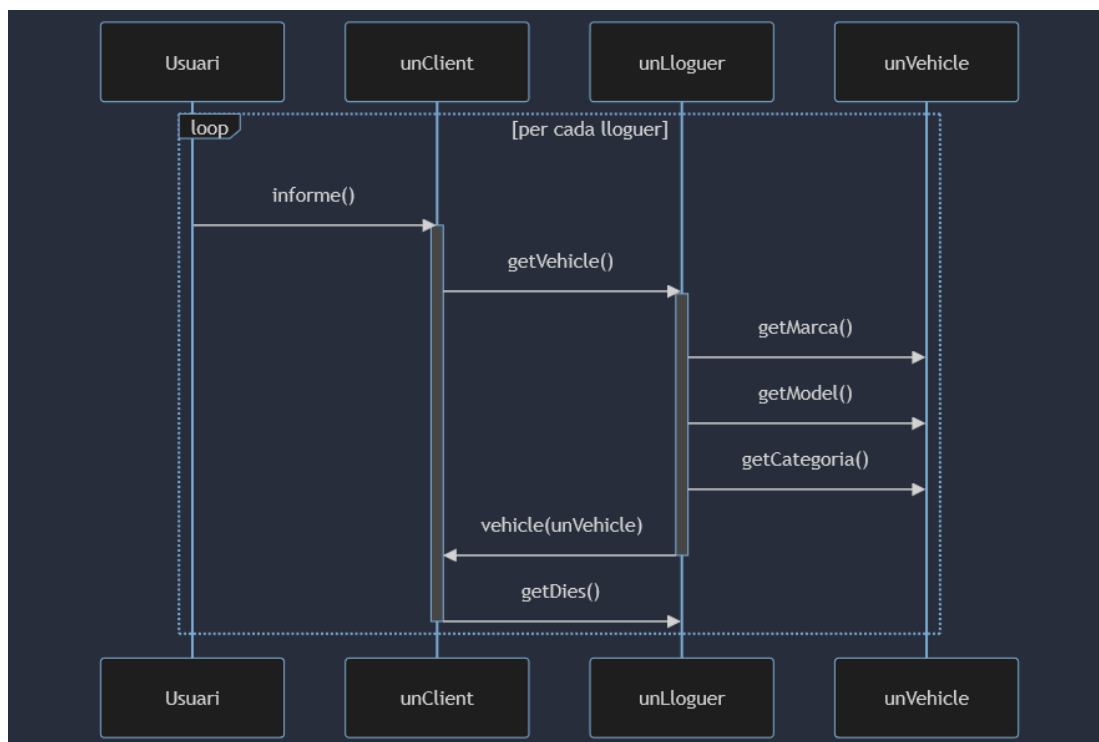 Usuari
unClient
unLloguer
unVehicle
loop
[per cada lloguer]
informe()
getVehicle()
getMarca()
getModel()
getCategoria()
vehicle(unVehicle)
getDies()
Usuari
unClient
unLloguer
unVehicle